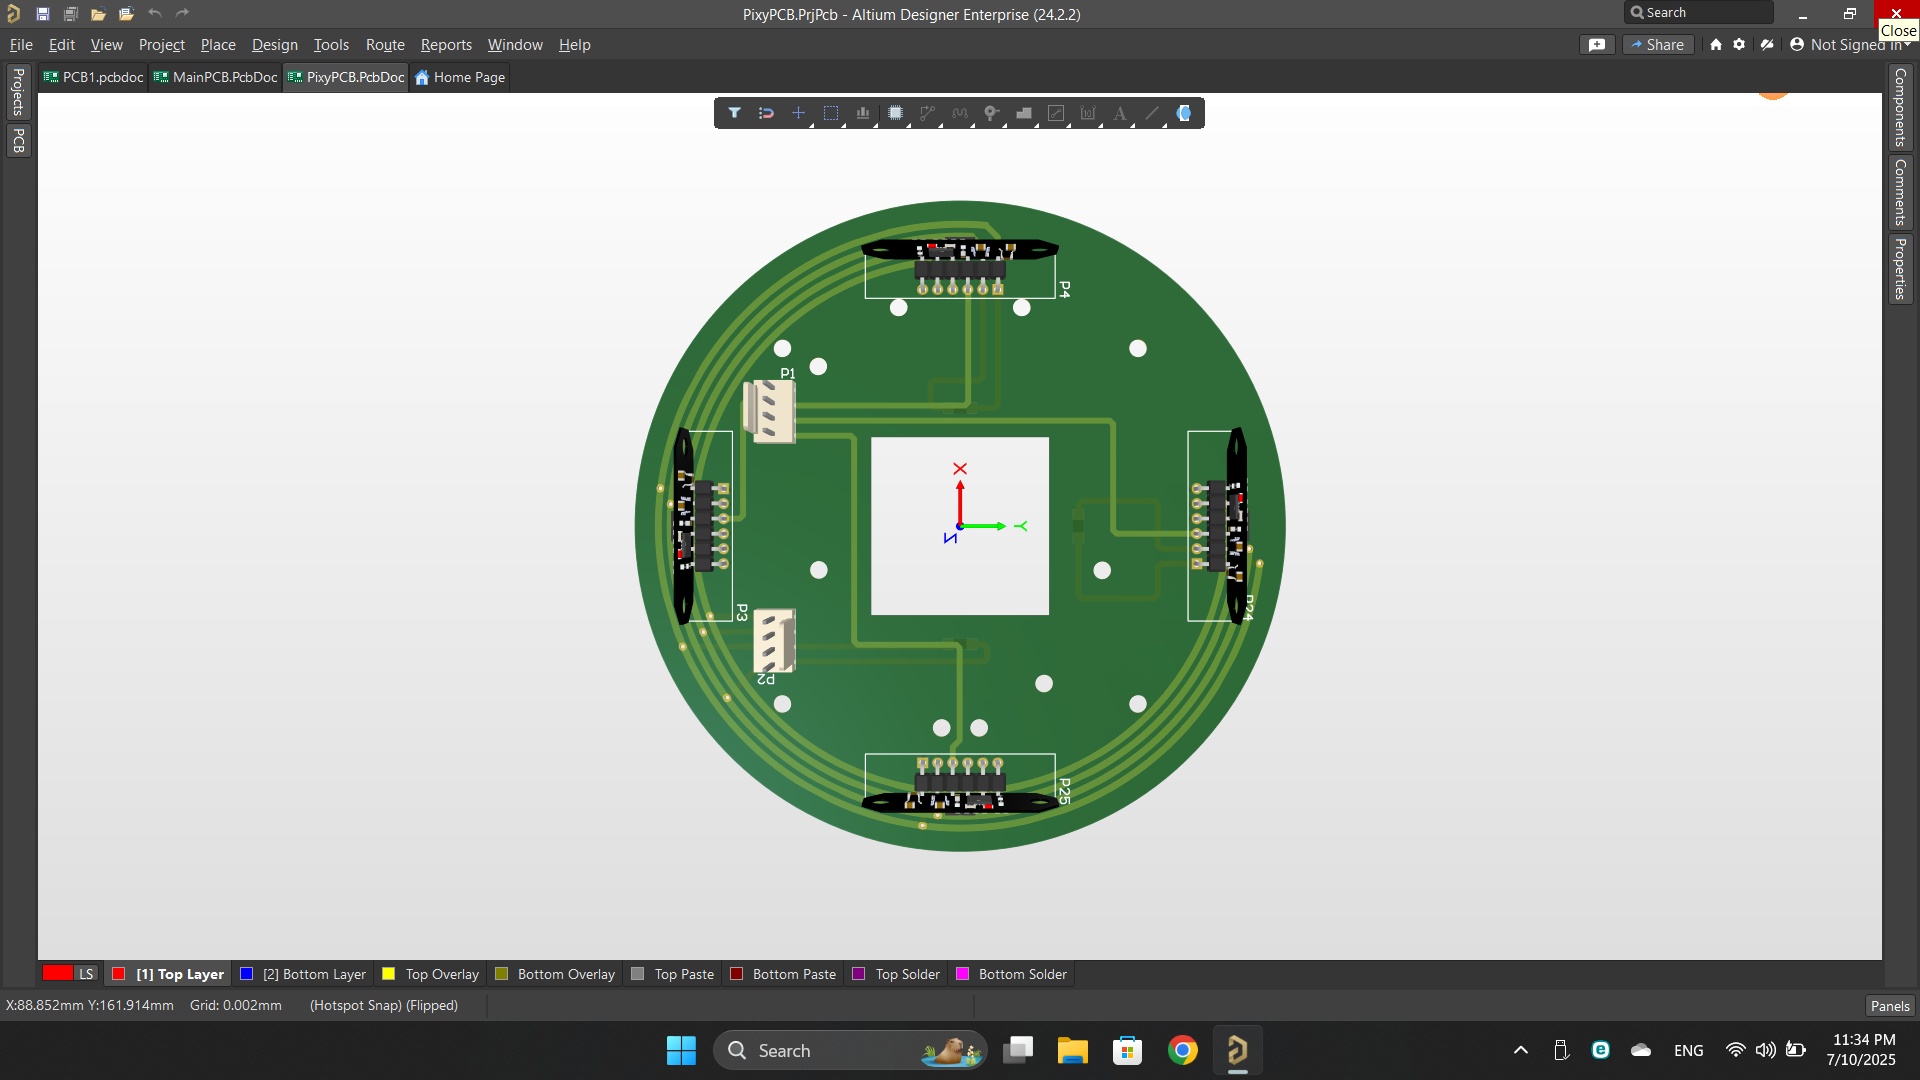 PixyPCB.PrjPcb - Altium Designer Enterprise (24.2.2)
Search
Close
File Edit View Project Place Design Tools Route Reports Window Help
Share
Not Signed In
PCB1.pcbdoc
MainPCB.PcbDoc
PixyPCB.PcbDoc
Home Page
Projects
PCB
Components
Comments
Properties
P4
P1
X
Y
Z
P3
P24
P2
P25
LS
[1] Top Layer
[2] Bottom Layer
Top Overlay
Bottom Overlay
Top Paste
Bottom Paste
Top Solder
Bottom Solder
X:88.852mm Y:161.914mm Grid: 0.002mm (Hotspot Snap) (Flipped)
Panels
Search
ENG
11:34 PM
7/10/2025